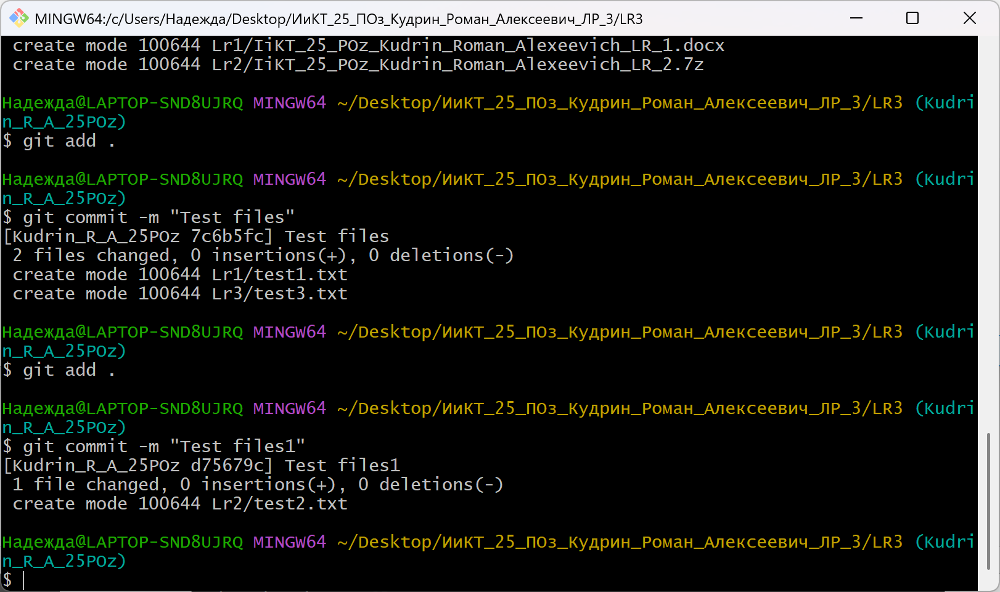 MINGW64:/c/Users/Надежда/Desktop/ИиКТ_25_ПОз_Кудрин_Роман_Алексеевич_ЛР_3/LR3
create mode 100644 Lr1/IiKT_25_POz_Kudrin_Roman_Alexeevich_LR_1.docx
create mode 100644 Lr2/IiKT_25_POz_Kudrin_Roman_Alexeevich_LR_2.7z
Надежда@LAPTOP-SND8UJRQ MINGW64 ~/Desktop/ИиКТ_25_ПОз_Кудрин_Роман_Алексеевич_ЛР_3/LR3 (Kudri
n_R_A_25POz)
$ git add .
Надежда@LAPTOP-SND8UJRQ MINGW64 ~/Desktop/ИиКТ_25_ПОз_Кудрин_Роман_Алексеевич_ЛР_3/LR3 (Kudri
n_R_A_25POz)
$ git commit -m "Test files"
[Kudrin_R_A_25POz 7c6b5fc] Test files
2 files changed, 0 insertions(+), 0 deletions(-)
create mode 100644 Lr1/test1.txt
create mode 100644 Lr3/test3.txt
Надежда@LAPTOP-SND8UJRQ MINGW64 ~/Desktop/ИиКТ_25_ПОз_Кудрин_Роман_Алексеевич_ЛР_3/LR3 (Kudri
n_R_A_25POz)
$ git add .
Надежда@LAPTOP-SND8UJRQ MINGW64 ~/Desktop/ИиКТ_25_ПОз_Кудрин_Роман_Алексеевич_ЛР_3/LR3 (Kudri
n_R_A_25POz)
$ git commit -m "Test files1"
[Kudrin_R_A_25POz d75679c] Test files1
1 file changed, 0 insertions(+), 0 deletions(-)
create mode 100644 Lr2/test2.txt
Надежда@LAPTOP-SND8UJRQ MINGW64 ~/Desktop/ИиКТ_25_ПОз_Кудрин_Роман_Алексеевич_ЛР_3/LR3 (Kudri
n_R_A_25POz)
$